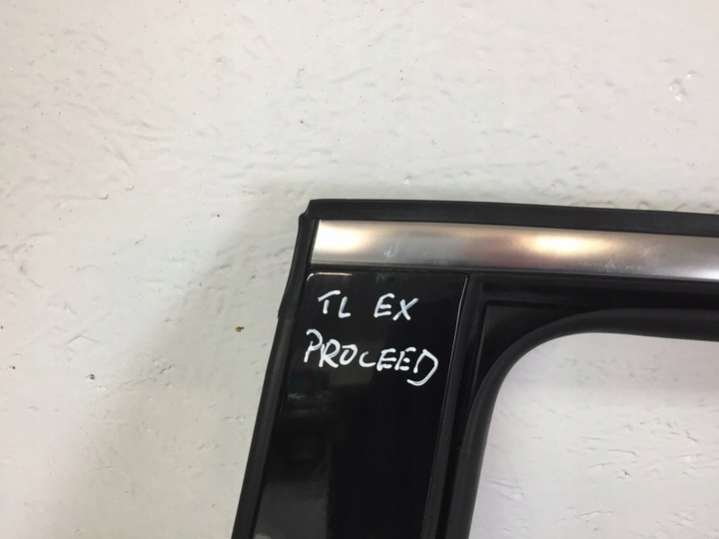 TL EX
PROCEED